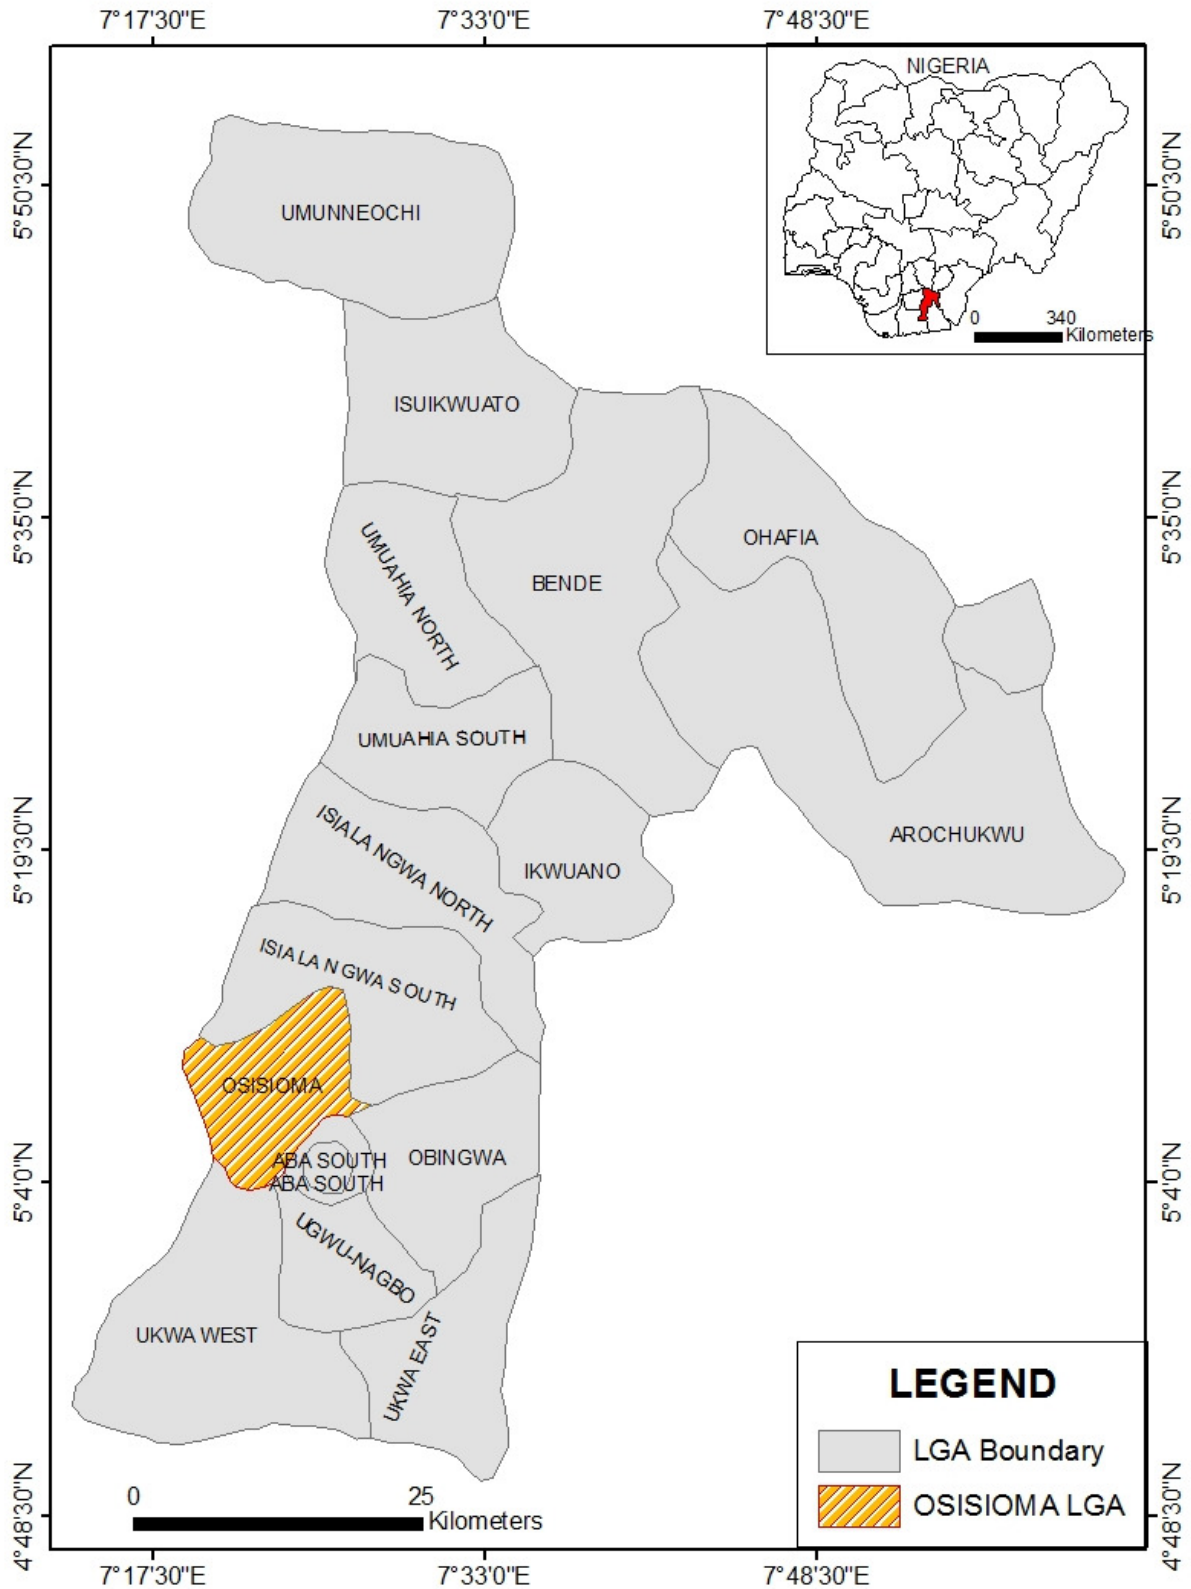 7°17'30"E
7°33'0"E
7°48'30"E
NIGERIA
0
340
Kilometers
5°50'30"N
5°50'30"N
UMUNNEOCHI
ISUIKWUATO
5°35'0"N
5°35'0"N
UMUAHIA NORTH
OHAFIA
BENDE
UMUAHIA SOUTH
5°19'30"N
5°19'30"N
ISIALA NGWA NORTH
AROCHUKWU
IKWUANO
ISIALA NGWA SOUTH
OSISIOMA
ABA SOUTH
OBINGWA
ABA SOUTH
5°4'0"N
5°4'0"N
UGWU-NAGBO
UKWA WEST
UKWA EAST
LEGEND
LGA Boundary
OSISIOMA LGA
0
25
Kilometers
4°48'30"N
4°48'30"N
7°17'30"E
7°33'0"E
7°48'30"E